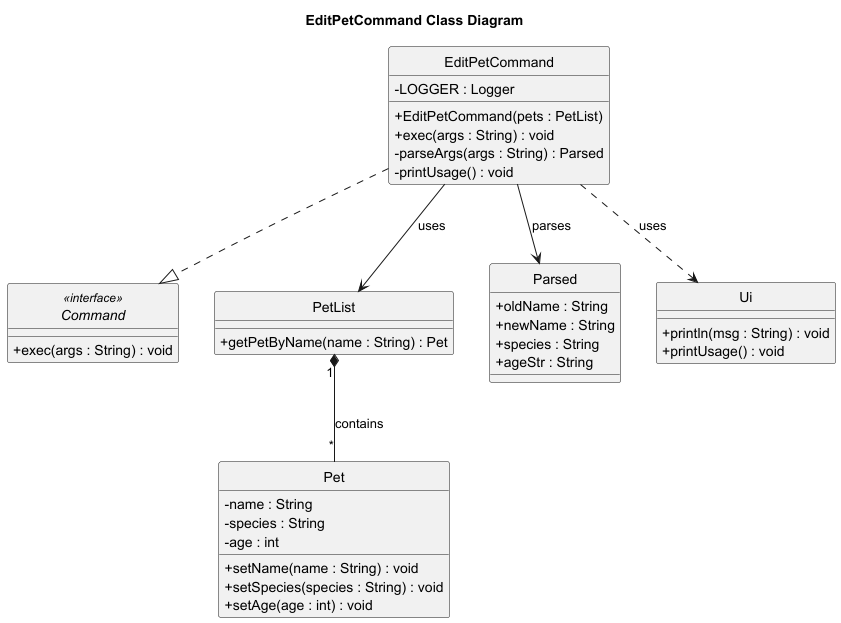 EditPetCommand Class Diagram
EditPetCommand
-LOGGER : Logger
+EditPetCommand(pets : PetList)
+exec(args : String) : void
-parseArgs(args : String) : Parsed
-printUsage() : void
uses
parses
uses
«interface»
Command
+exec(args : String) : void
PetList
+getPetByName(name : String) : Pet
Parsed
+oldName : String
+newName : String
+species : String
+ageStr : String
Ui
+println(msg : String) : void
+printUsage() : void
1
contains
*
Pet
-name : String
-species : String
-age : int
+setName(name : String) : void
+setSpecies(species : String) : void
+setAge(age : int) : void